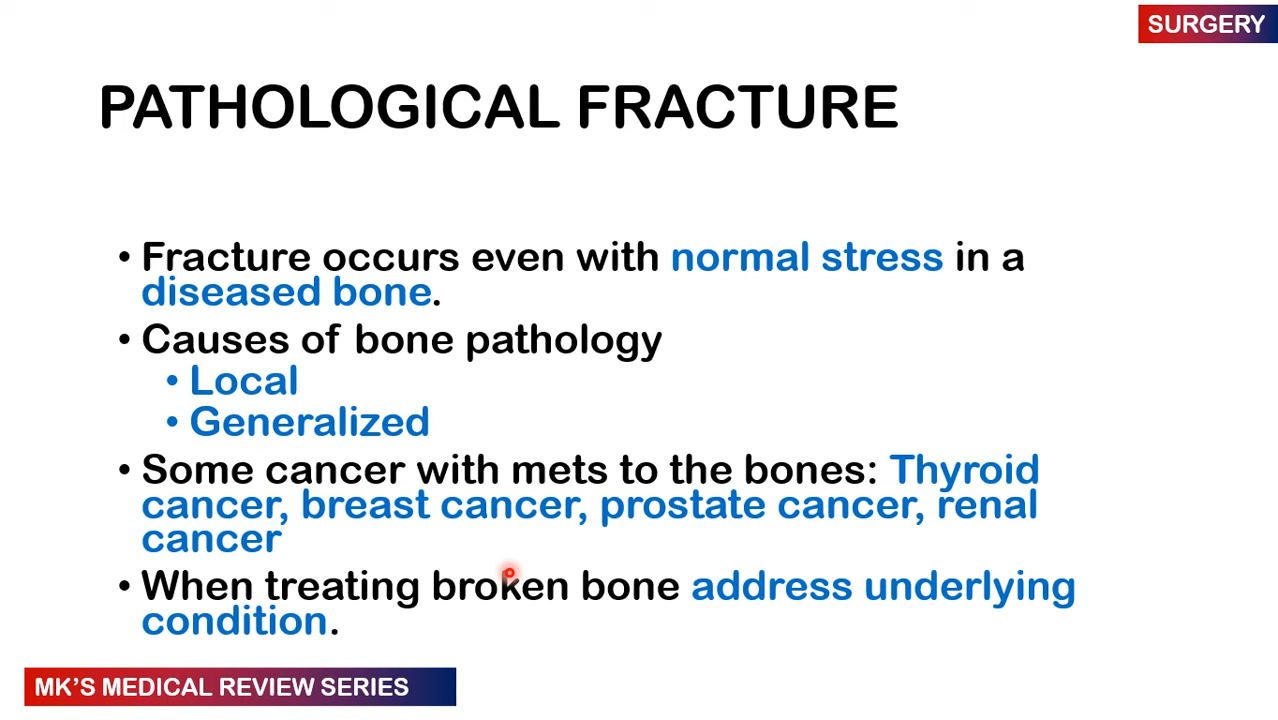 SURGERY
PATHOLOGICAL FRACTURE
• Fracture occurs even with normal stress in a
diseased bone.
• Causes of bone pathology
• Local
• Generalized
• Some cancer with mets to the bones: Thyroid
cancer, breast cancer, prostate cancer, renal
cancer
• When treating broken bone address underlying
condition.
MK'S MEDICAL REVIEW SERIES